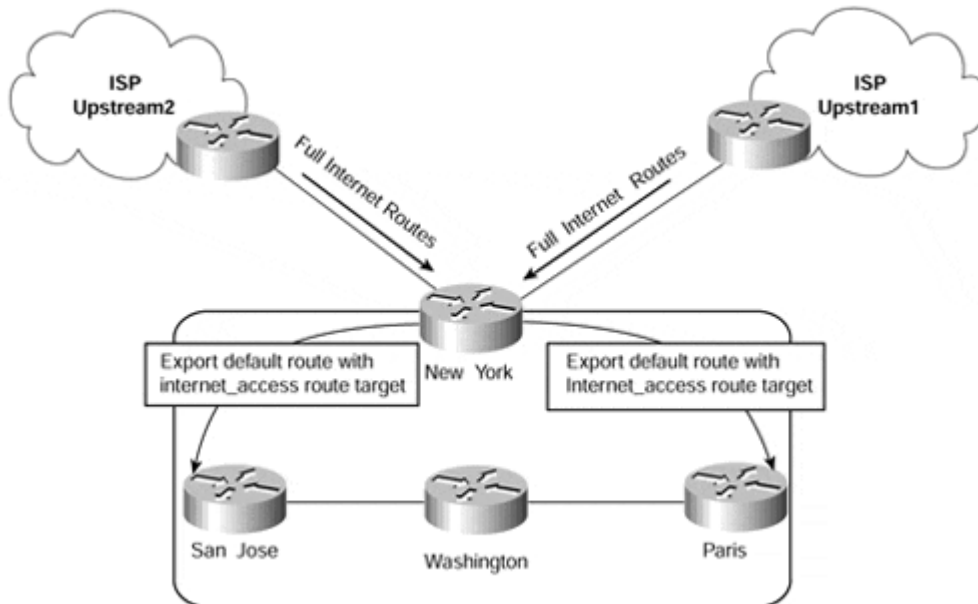 ISP
Upstream2
ISP
Upstream1
Full Internet Routes
Full Internet Routes
Export default route with
internet_access route target
New York
Export default route with
Internet_access route target
San Jose
Washington
Paris